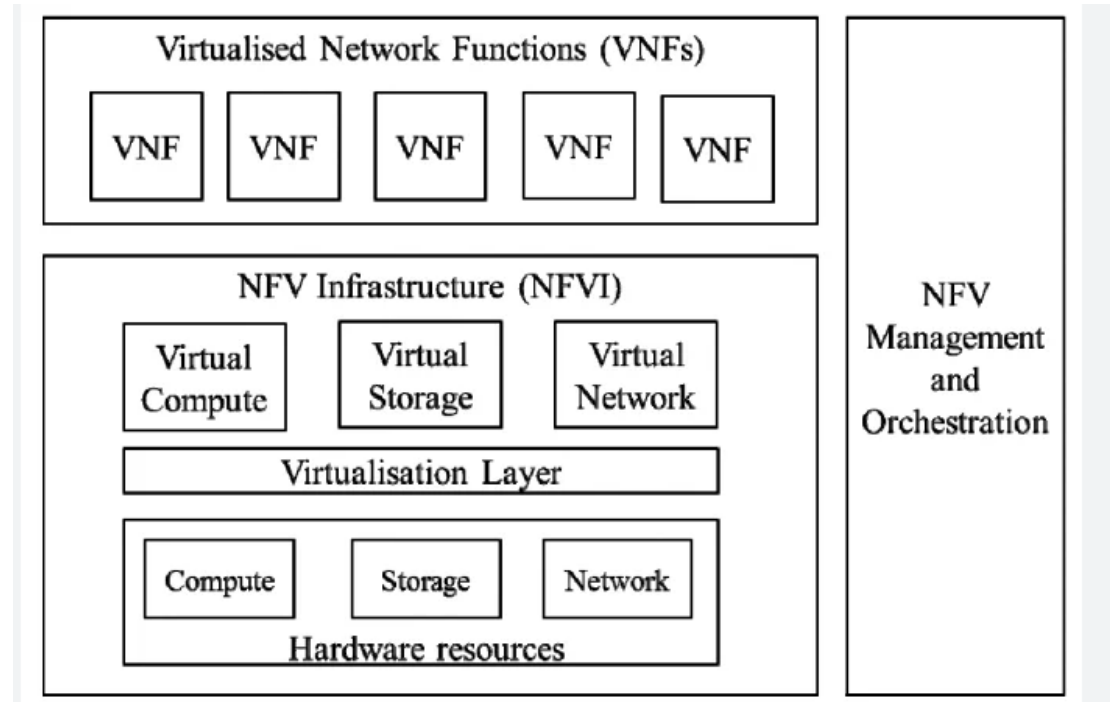 Virtualised Network Functions (VNFs)
VNF VNF VNF VNF VNF
NFV Infrastructure (NFVI)
Virtual
Compute
Virtual
Storage
Virtual
Network
Virtualisation Layer
Compute Storage Network
Hardware resources
NFV
Management
and
Orchestration